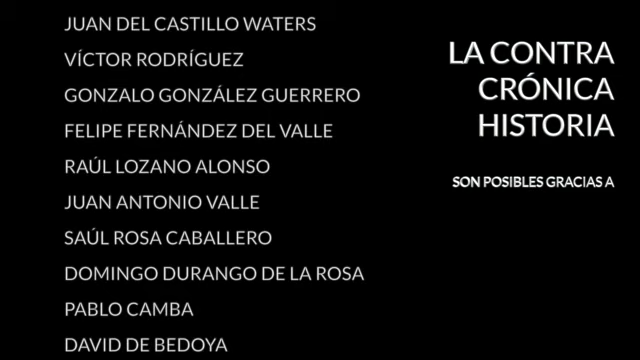 JUAN DEL CASTILLO WATERS
VÍCTOR RODRÍGUEZ
GONZALO GONZÁLEZ GUERRERO
FELIPE FERNÁNDEZ DEL VALLE
RAÚL LOZANO ALONSO
JUAN ANTONIO VALLE
SAÚL ROSA CABALLERO
DOMINGO DURANGO DE LA ROSA
PABLO CAMBA
DAVID DE BEDOYA
LA CONTRA
CRÓNICA
HISTORIA
SON POSIBLES GRACIAS A